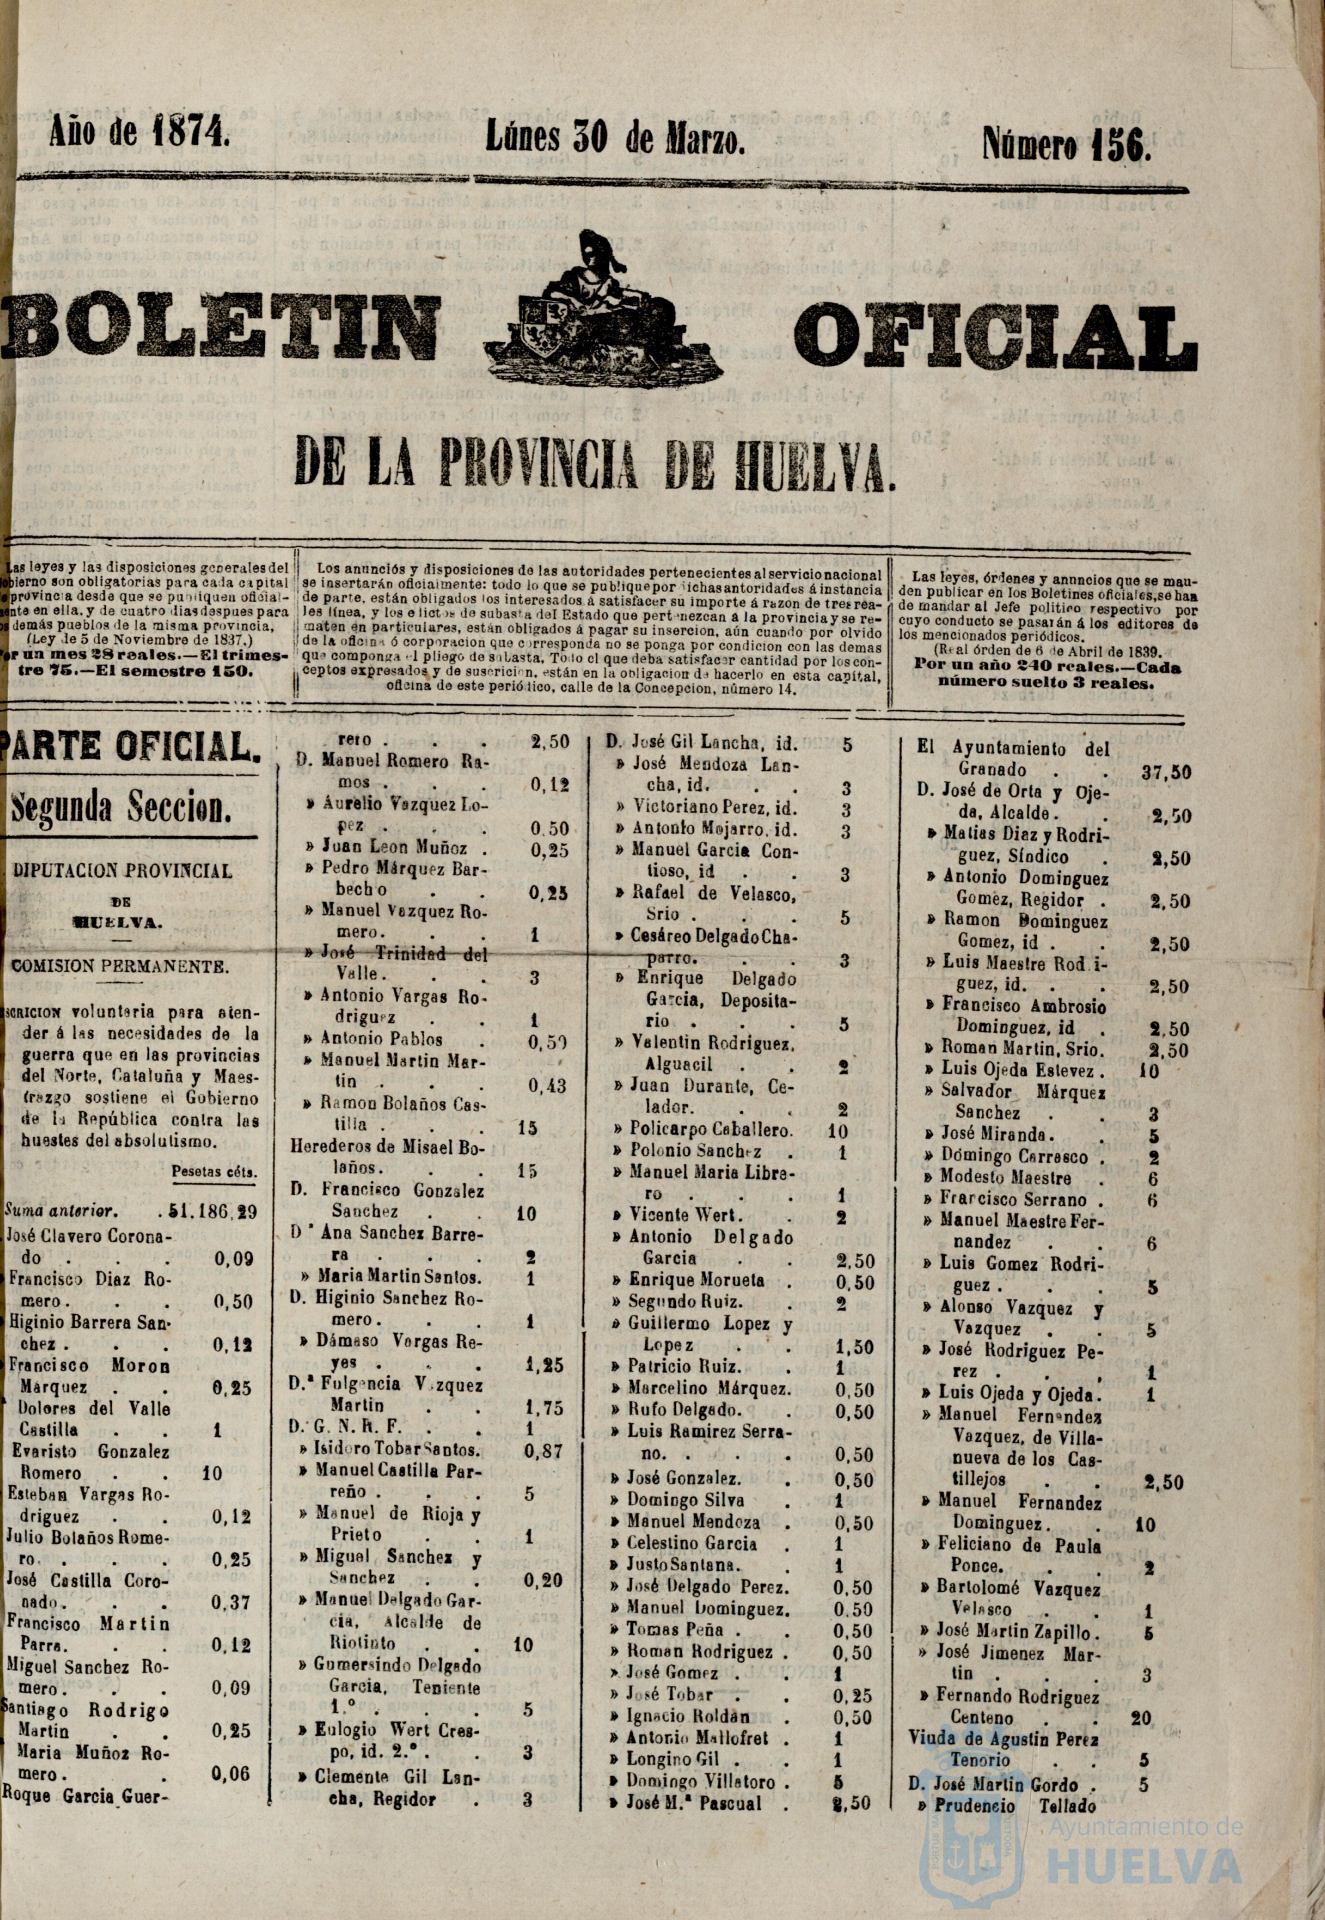 Año de 1874.
Lúnes 30 de Marzo.
Número 156.
BOLETIN OFICIAL
DE LA PROVINCIA DE HUELVA.
Las leyes y las disposiciones generales del
bierno son obligatorias para cada capital
provincia desde que se publiquen oficial-
ente en ella, y de cuatro dias despues para
demás pueblos de la misma provincia,
(Ley de 5 de Noviembre de 1837.)
or un mes 28 reales.—El trimes-
tre 75.—El semestre 150.
Los anunciós y disposiciones de las autoridades pertenecientes al servicio nacional
se insertarán oficialmente: todo lo que se publique por dichas autoridades á instancia
de parte, están obligados los interesados á satisfacer su importe á razon de tres rea-
les línea, y los edictos de subasta del Estado que pertenezcan á la provincia y se re-
maten en particulares, están obligados á pagar su insercion, aún cuando por olvido
de la oficina ó corporacion que corresponda no se ponga por condicion con las demas
que componga el pliego de subasta, Todo el que deba satisfacer cantidad por los con-
ceptos expresados y de suscricion, están en la obligacion de hacerlo en esta capital,
oficina de este periódico, calle de la Concepcion, número 14.
Las leyes, órdenes y anuncios que se man-
den publicar en los Boletines oficiales, se han
de mandar al Jefe politico respectivo por
cuyo conducto se pasarán á los editores de
los mencionados periódicos.
(Real órden de 6 de Abril de 1839.
Por un año 240 reales.—Cada
número suelto 3 reales.
PARTE OFICIAL.
Segunda Seccion.
DIPUTACION PROVINCIAL
DE
HUELVA.
COMISION PERMANENTE.
SCRICION voluntaria para aten-
der á las necesidades de la
guerra que en las provincias
del Norte, Cataluña y Maes-
trazgo sostiene el Gobierno
de la República contra las
huestes del absolutismo.
Pesetas céts.
Suma anterior. . 51.186,29
José Clavero Corona-
do . . . 0,09
Francisco Diaz Ro-
mero . . . 0,50
Higinio Barrera San-
chez . . . 0,12
Francisco Moron
Márquez . . 0,25
Dolores del Valle
Castilla . . 1
Evaristo Gonzalez
Romero . . 10
Esteban Vargas Ro-
driguez . . 0,12
Julio Bolaños Rome-
ro. . . . 0,25
José Castilla Coro-
nado. . . 0,37
Francisco Martin
Parra. . . 0,12
Miguel Sanchez Ro-
mero. . . 0,09
Santiago Rodrigo
Martin . . 0,25
Maria Muñoz Ro-
mero. . . 0,06
Roque Garcia Guer-
rero . . . 2,50
D. Manuel Romero Ra-
mos . . . 0,12
» Aurelio Vazquez Lo-
pez . . . 0,50
» Juan Leon Muñoz . 0,25
» Pedro Márquez Bar-
becho . . 0,25
» Manuel Vazquez Ro-
mero. . . 1
» José Trinidad del
Valle. . . 3
» Antonio Vargas Ro-
driguez . . 1
» Antonio Pablos . 0,50
» Manuel Martin Mar-
tin . . . 0,43
» Ramon Bolaños Cas-
tilla . . . 15
Herederos de Misael Bo-
laños. . . 15
D. Francisco Gonzalez
Sanchez . . 10
D.ª Ana Sanchez Barre-
ra . . . 2
» Maria Martin Santos. 1
D. Higinio Sanchez Ro-
mero. . . 1
» Dámaso Vargas Re-
yes . . . 1,25
D.ª Fulgencia Vazquez
Martin . . 1,75
D. G. N. R. F. . . 1
» Isidoro Tobar Santos. 0,87
» Manuel Castilla Par-
reño . . . 5
» Manuel de Rioja y
Prieto . . 1
» Miguel Sanchez y
Sanchez . . 0,20
» Manuel Delgado Gar-
cia, Alcalde de
Riotinto . . 10
» Gumersindo Delgado
Garcia, Teniente
1.º . . . 5
» Eulogio Wert Cres-
po, id. 2.º . . 3
» Clemente Gil Lan-
cha, Regidor . 3
D. José Gil Lancha, id. 5
» José Mendoza Lan-
cha, id. . . 3
» Victoriano Perez, id. 3
» Antonio Mojarro, id. 3
» Manuel Garcia Con-
tioso, id . . 3
» Rafael de Velasco,
Srio . . . 5
» Cesáreo Delgado Cha-
parro. . . 3
» Enrique Delgado
Garcia, Deposita-
rio . . . 5
» Valentin Rodriguez,
Alguacil . . 2
» Juan Durante, Ce-
lador. . . 2
» Policarpo Caballero. 10
» Polonio Sanchez . 1
» Manuel Maria Libre-
ro . . . 1
» Vicente Wert. . 2
» Antonio Delgado
Garcia . . 2,50
» Enrique Morueta . 0,50
» Segundo Ruiz. . 2
» Guillermo Lopez y
Lopez . . 1,50
» Patricio Ruiz. . 1
» Marcelino Márquez. 0,50
» Rufo Delgado. . 0,50
» Luis Ramirez Serra-
no. . . . 0,50
» José Gonzalez. . 0,50
» Domingo Silva . 1
» Manuel Mendoza . 0,50
» Celestino Garcia . 1
» Justo Santana. . 1
» José Delgado Perez. 0,50
» Manuel Dominguez. 0,50
» Tomas Peña . . 0,50
» Roman Rodriguez . 0,50
» José Gomez . . 1
» José Tobar . . 0,25
» Ignacio Roldán . 0,50
» Antonio Mallofret . 1
» Longino Gil . . 1
» Domingo Villatoro . 5
» José M.ª Pascual . 2,50
El Ayuntamiento del
Granado . . 37,50
D. José de Orta y Oje-
da, Alcalde. . 2,50
» Matias Diaz y Rodri-
guez, Síndico . 2,50
» Antonio Dominguez
Gomez, Regidor . 2,50
» Ramon Dominguez
Gomez, id . . 2,50
» Luis Maestre Rodri-
guez, id. . . 2,50
» Francisco Ambrosio
Dominguez, id . 2,50
» Roman Martin, Srio. 2,50
» Luis Ojeda Estevez . 10
» Salvador Márquez
Sanchez . . 3
» José Miranda. . 5
» Domingo Carrasco . 2
» Modesto Maestre . 6
» Francisco Serrano . 6
» Manuel Maestre Fer-
nandez . . 6
» Luis Gomez Rodri-
guez . . . 5
» Alonso Vazquez y
Vazquez . . 5
» José Rodriguez Pe-
rez . . . 1
» Luis Ojeda y Ojeda. 1
» Manuel Fernandez
Vazquez, de Villa-
nueva de los Cas-
tillejos . . 2,50
» Manuel Fernandez
Dominguez. . 10
» Feliciano de Paula
Ponce. . . 2
» Bartolomé Vazquez
Velasco . . 1
» José Martin Zapillo. 5
» José Jimenez Mar-
tin . . . 3
» Fernando Rodriguez
Centeno . . 20
Viuda de Agustin Perez
Tenorio . . 5
D. José Martin Gordo . 5
» Prudencio Tellado
Ayuntamiento de
HUELVA